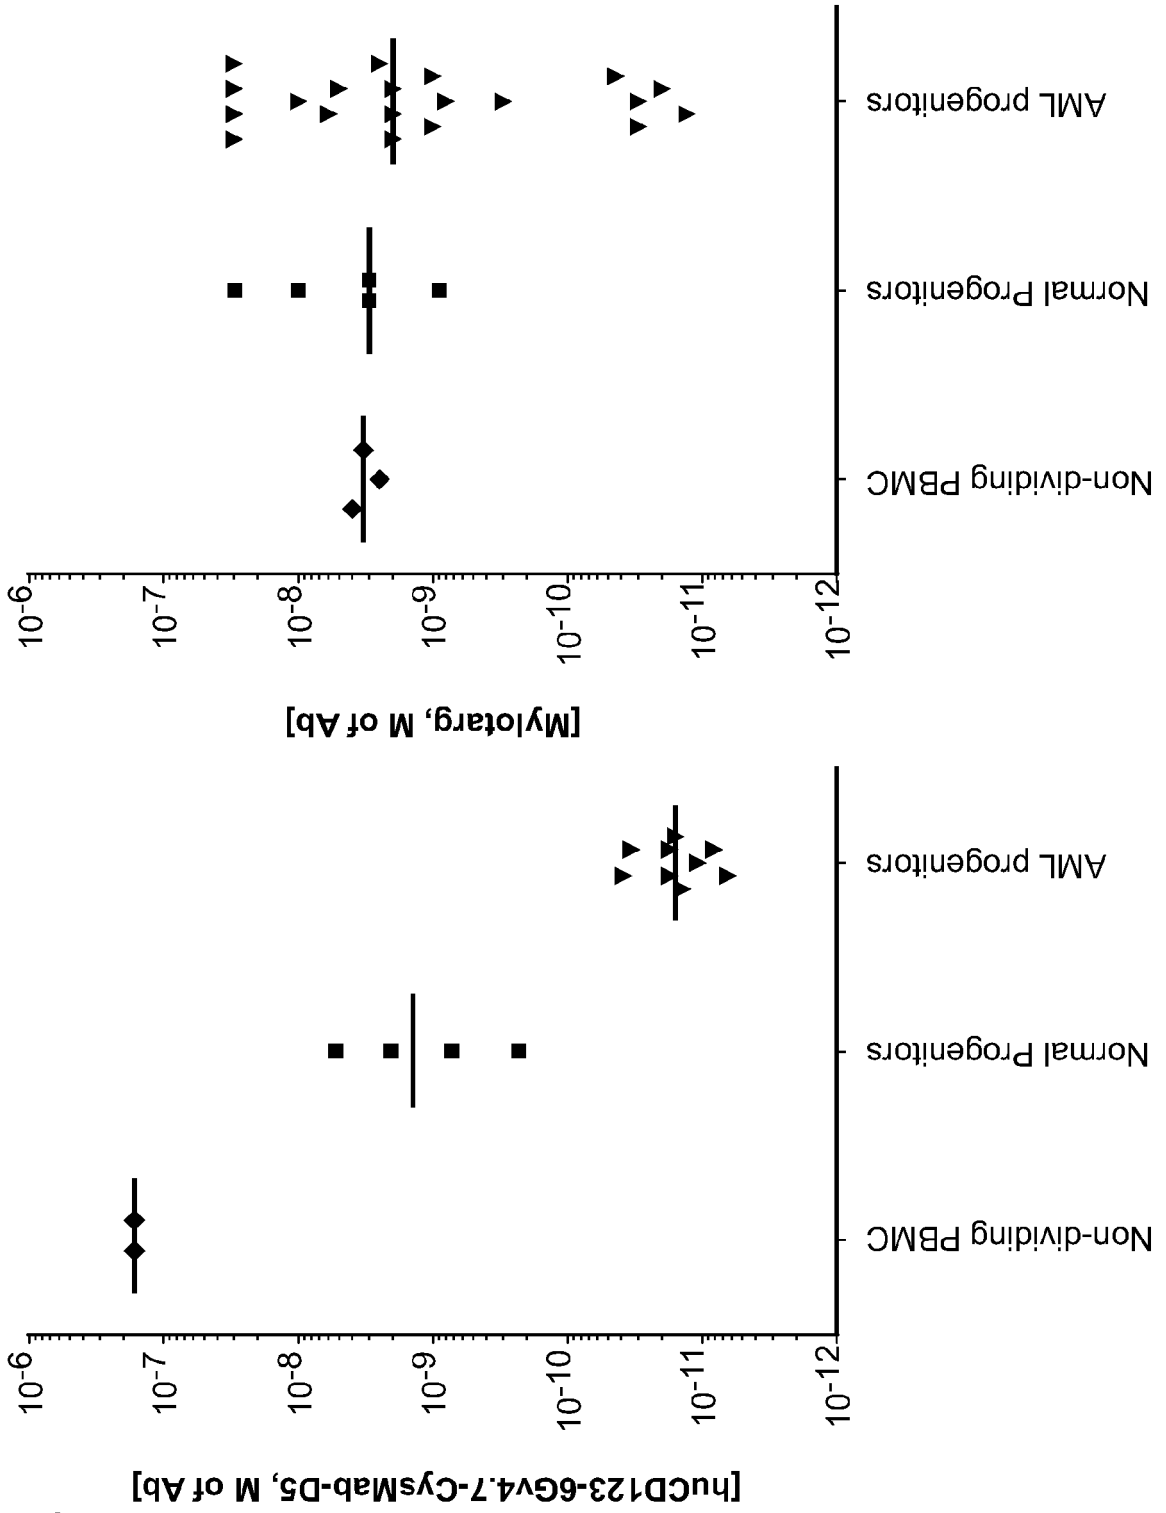 [huCD123-6Gv4.7-CysMab-D5, M of Ab]
10-6
10-7
10-8
10-9
10-10
10-11
10-12
Non-dividing PBMC
Normal Progenitors
AML progenitors
[Mylotarg, M of Ab]
10-6
10-7
10-8
10-9
10-10
10-11
10-12
Non-dividing PBMC
Normal Progenitors
AML progenitors